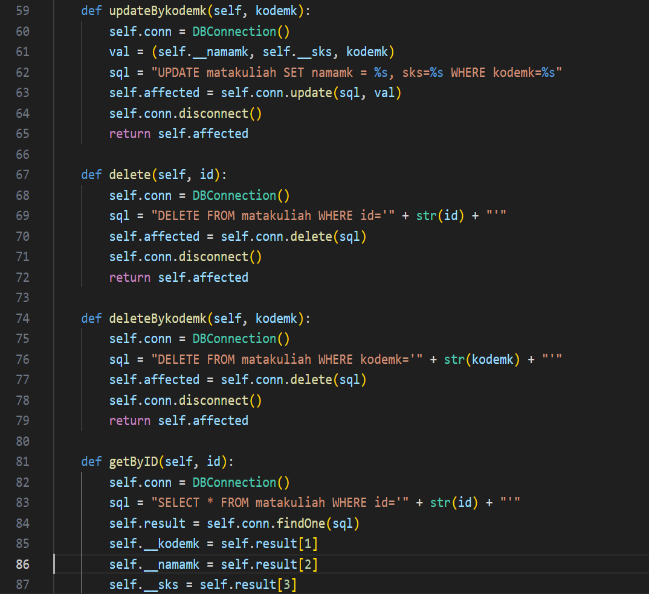 59 def updateBykodemk(self, kodemk):
60 self.conn = DBConnection()
61 val = (self.__namamk, self.__sks, kodemk)
62 sql = "UPDATE matakuliah SET namamk = %s, sks=%s WHERE kodemk=%s"
63 self.affected = self.conn.update(sql, val)
64 self.conn.disconnect()
65 return self.affected
66
67 def delete(self, id):
68 self.conn = DBConnection()
69 sql = "DELETE FROM matakuliah WHERE id='" + str(id) + "'"
70 self.affected = self.conn.delete(sql)
71 self.conn.disconnect()
72 return self.affected
73
74 def deleteBykodemk(self, kodemk):
75 self.conn = DBConnection()
76 sql = "DELETE FROM matakuliah WHERE kodemk='" + str(kodemk) + "'"
77 self.affected = self.conn.delete(sql)
78 self.conn.disconnect()
79 return self.affected
80
81 def getByID(self, id):
82 self.conn = DBConnection()
83 sql = "SELECT * FROM matakuliah WHERE id='" + str(id) + "'"
84 self.result = self.conn.findOne(sql)
85 self.__kodemk = self.result[1]
86 self.__namamk = self.result[2]
87 self.__sks = self.result[3]